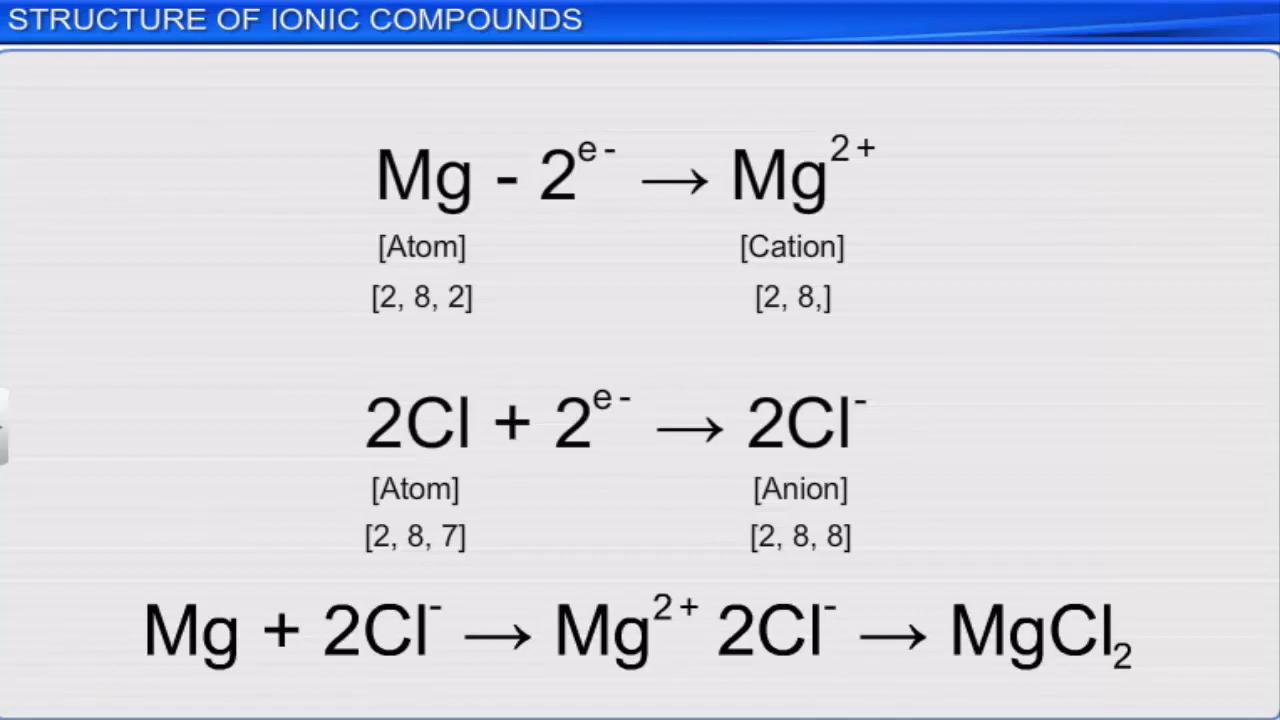 STRUCTURE OF IONIC COMPOUNDS
Mg - 2e- → Mg2+
[Atom] [Cation]
[2, 8, 2] [2, 8,]
2Cl + 2e- → 2Cl-
[Atom] [Anion]
[2, 8, 7] [2, 8, 8]
Mg + 2Cl- → Mg2+ 2Cl- → MgCl2